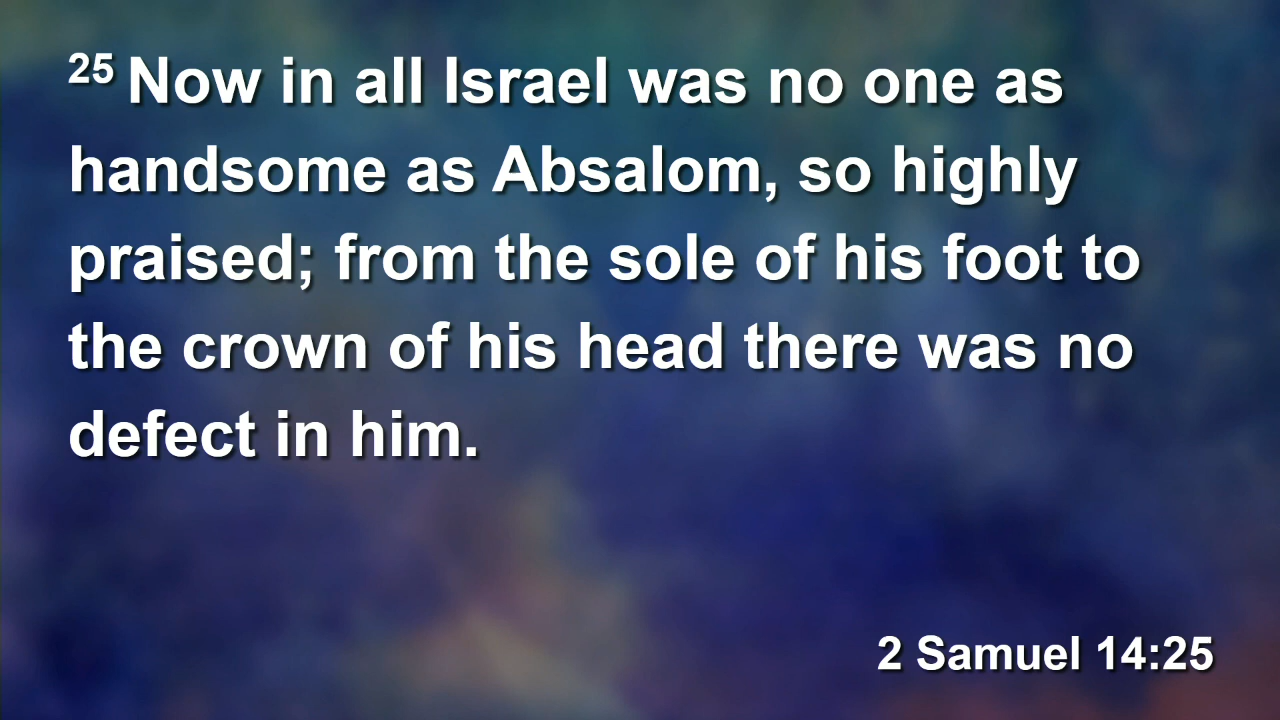 25 Now in all Israel was no one as
handsome as Absalom, so highly
praised; from the sole of his foot to
the crown of his head there was no
defect in him.
2 Samuel 14:25